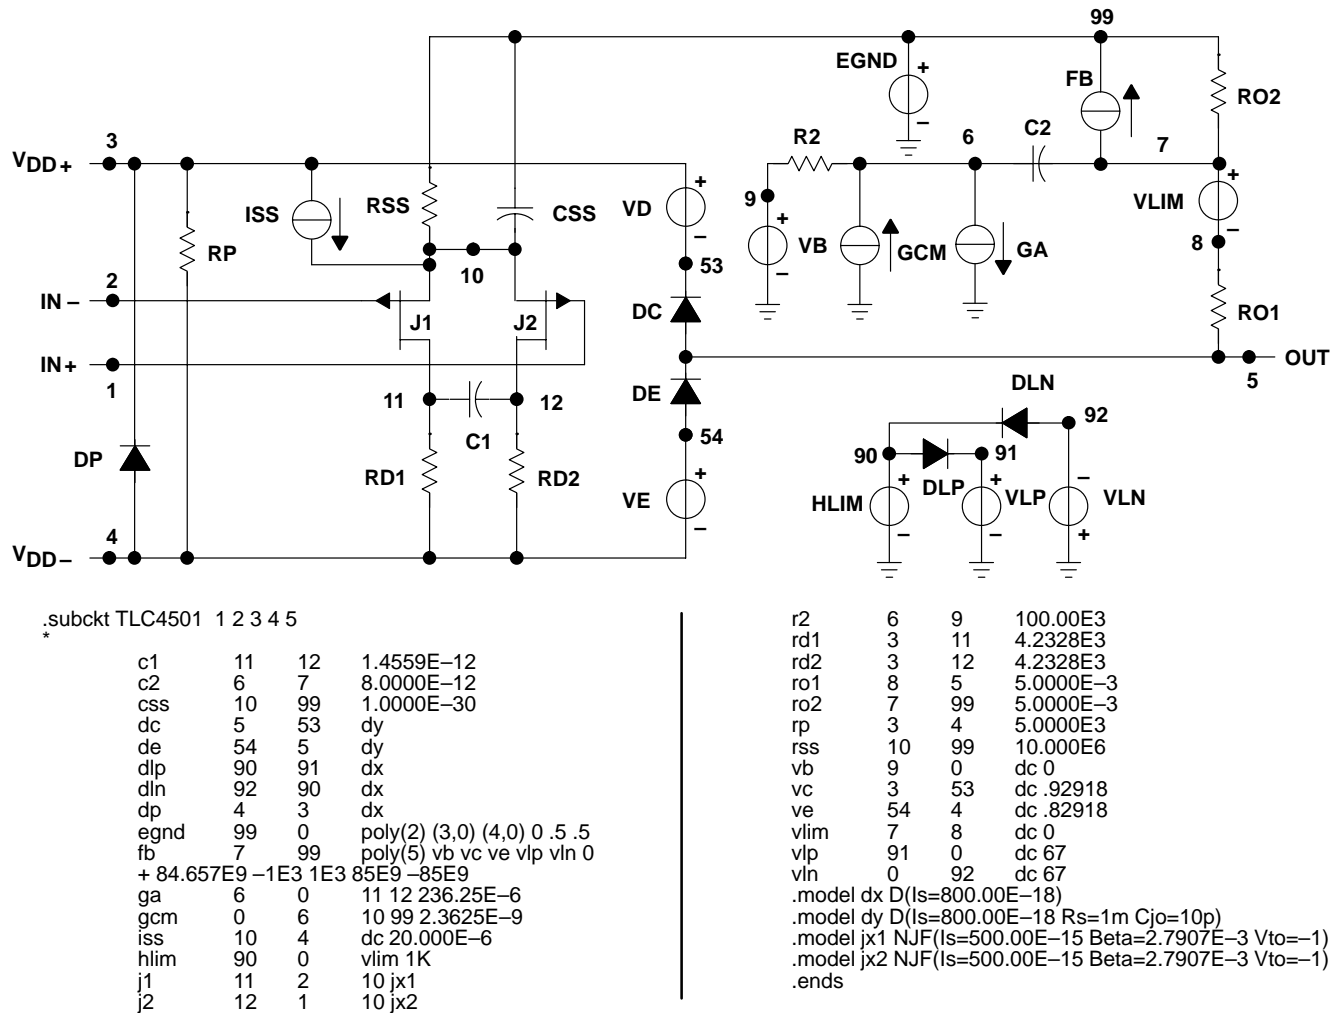 99
EGND
+
−
FB
RO2
3
VDD+
R2
6
C2
7
ISS
RSS
CSS
VD
+
−
9
+
VB
−
GCM
GA
VLIM
+
−
8
RP
2
IN −
10
53
J1
J2
DC
RO1
IN+
1
OUT
5
11
12
C1
DE
54
DLN
92
DP
RD1
RD2
VE
+
−
90
91
HLIM
+
−
DLP
+
VLP
−
−
VLN
+
4
VDD−
.subckt TLC4501 1 2 3 4 5
*
c1 11 12 1.4559E−12
c2 6 7 8.0000E−12
css 10 99 1.0000E−30
dc 5 53 dy
de 54 5 dy
dlp 90 91 dx
dln 92 90 dx
dp 4 3 dx
egnd 99 0 poly(2) (3,0) (4,0) 0 .5 .5
fb 7 99 poly(5) vb vc ve vlp vln 0
+ 84.657E9 −1E3 1E3 85E9 −85E9
ga 6 0 11 12 236.25E−6
gcm 0 6 10 99 2.3625E−9
iss 10 4 dc 20.000E−6
hlim 90 0 vlim 1K
j1 11 2 10 jx1
j2 12 1 10 jx2
r2 6 9 100.00E3
rd1 3 11 4.2328E3
rd2 3 12 4.2328E3
ro1 8 5 5.0000E−3
ro2 7 99 5.0000E−3
rp 3 4 5.0000E3
rss 10 99 10.000E6
vb 9 0 dc 0
vc 3 53 dc .92918
ve 54 4 dc .82918
vlim 7 8 dc 0
vlp 91 0 dc 67
vln 0 92 dc 67
.model dx D(Is=800.00E−18)
.model dy D(Is=800.00E−18 Rs=1m Cjo=10p)
.model jx1 NJF(Is=500.00E−15 Beta=2.7907E−3 Vto=−1)
.model jx2 NJF(Is=500.00E−15 Beta=2.7907E−3 Vto=−1)
.ends